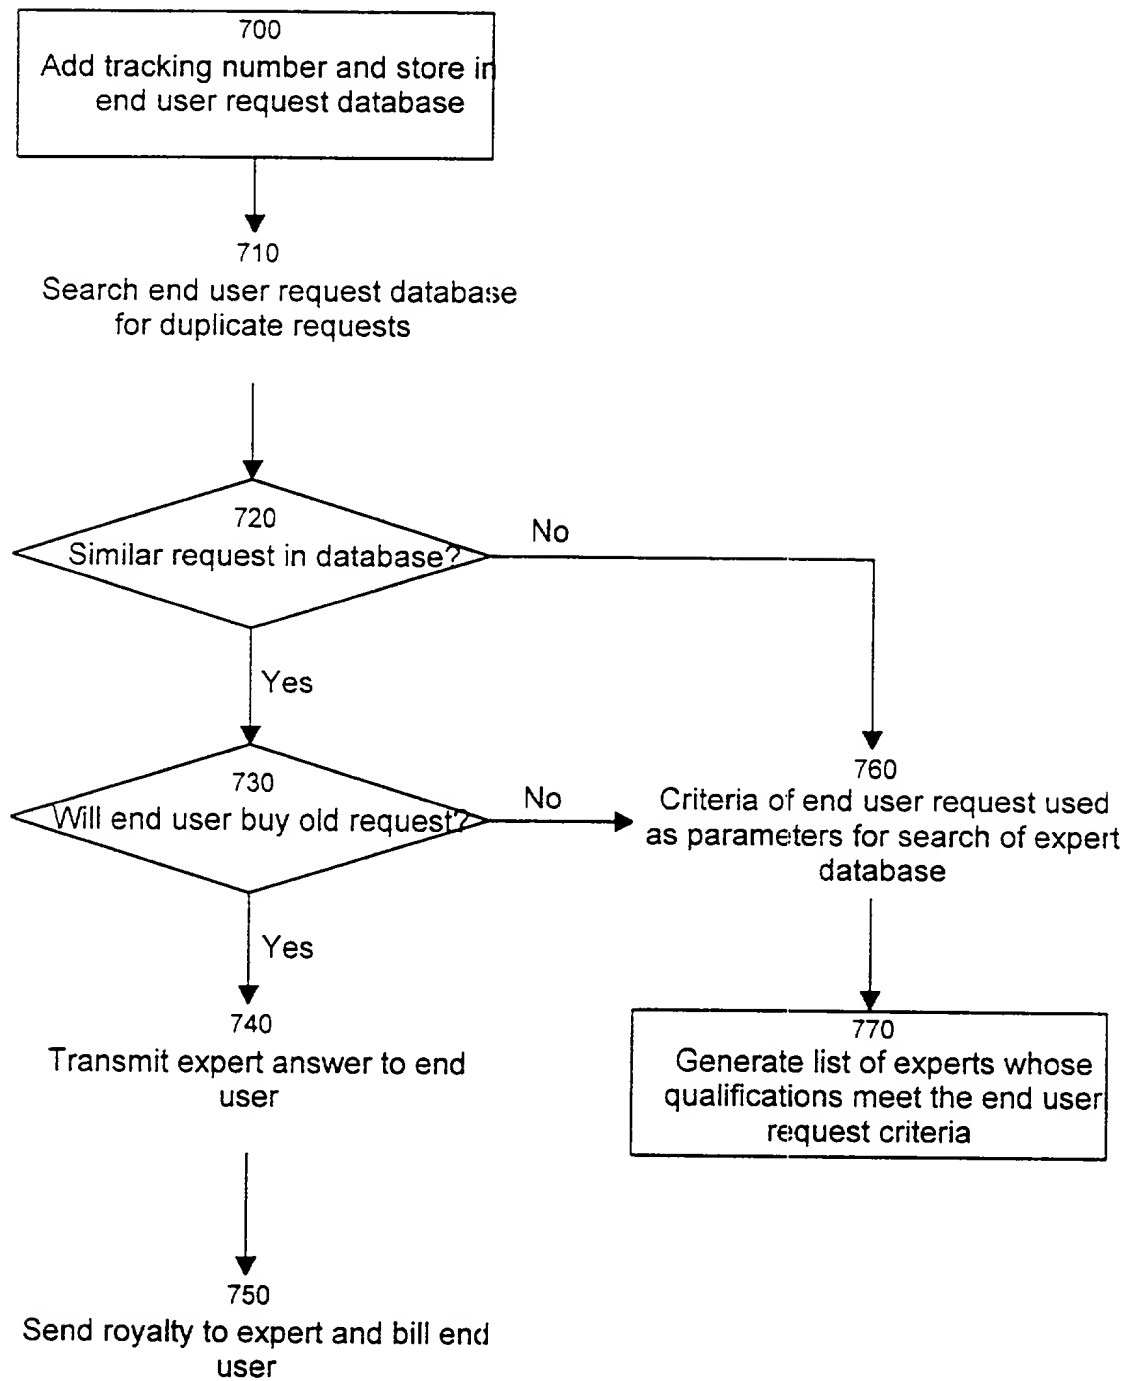 700
Add tracking number and store in
end user request database
710
Search end user request database
for duplicate requests
720
Similar request in database?
No
Yes
730
Will end user buy old request?
No
760
Criteria of end user request used
as parameters for search of expert
database
Yes
740
Transmit expert answer to end
user
770
Generate list of experts whose
qualifications meet the end user
request criteria
750
Send royalty to expert and bill end
user